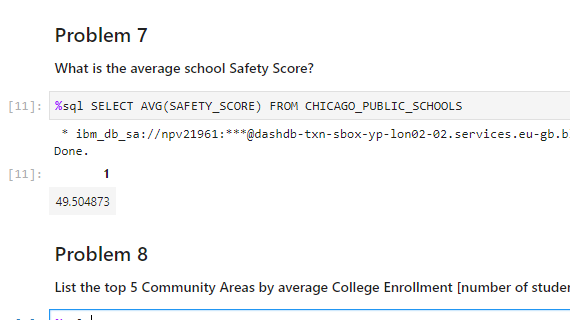 Problem 7
What is the average school Safety Score?
[11]: %sql SELECT AVG(SAFETY_SCORE) FROM CHICAGO_PUBLIC_SCHOOLS
* ibm_db_sa://npv21961:***@dashdb-txn-sbox-yp-lon02-02.services.eu-gb.b
Done.
[11]: 1
49.504873
Problem 8
List the top 5 Community Areas by average College Enrollment [number of studen